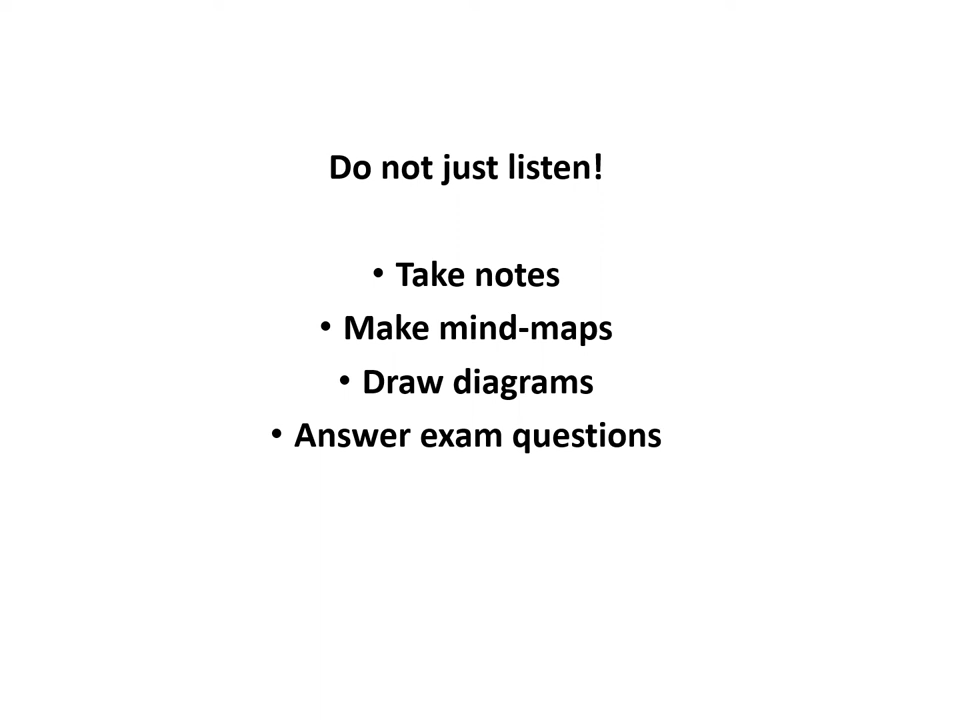 Do not just listen!
• Take notes
• Make mind-maps
• Draw diagrams
• Answer exam questions